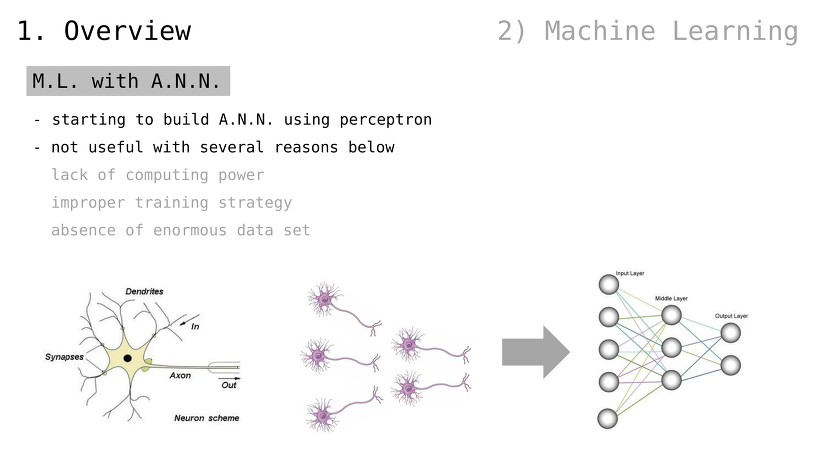 1. Overview
2) Machine Learning
M.L. with A.N.N.
- starting to build A.N.N. using perceptron
- not useful with several reasons below
lack of computing power
improper training strategy
absence of enormous data set
Dendrites
In
Synapses
Axon
Out
Neuron scheme
Input Layer
Middle Layer
Output Layer